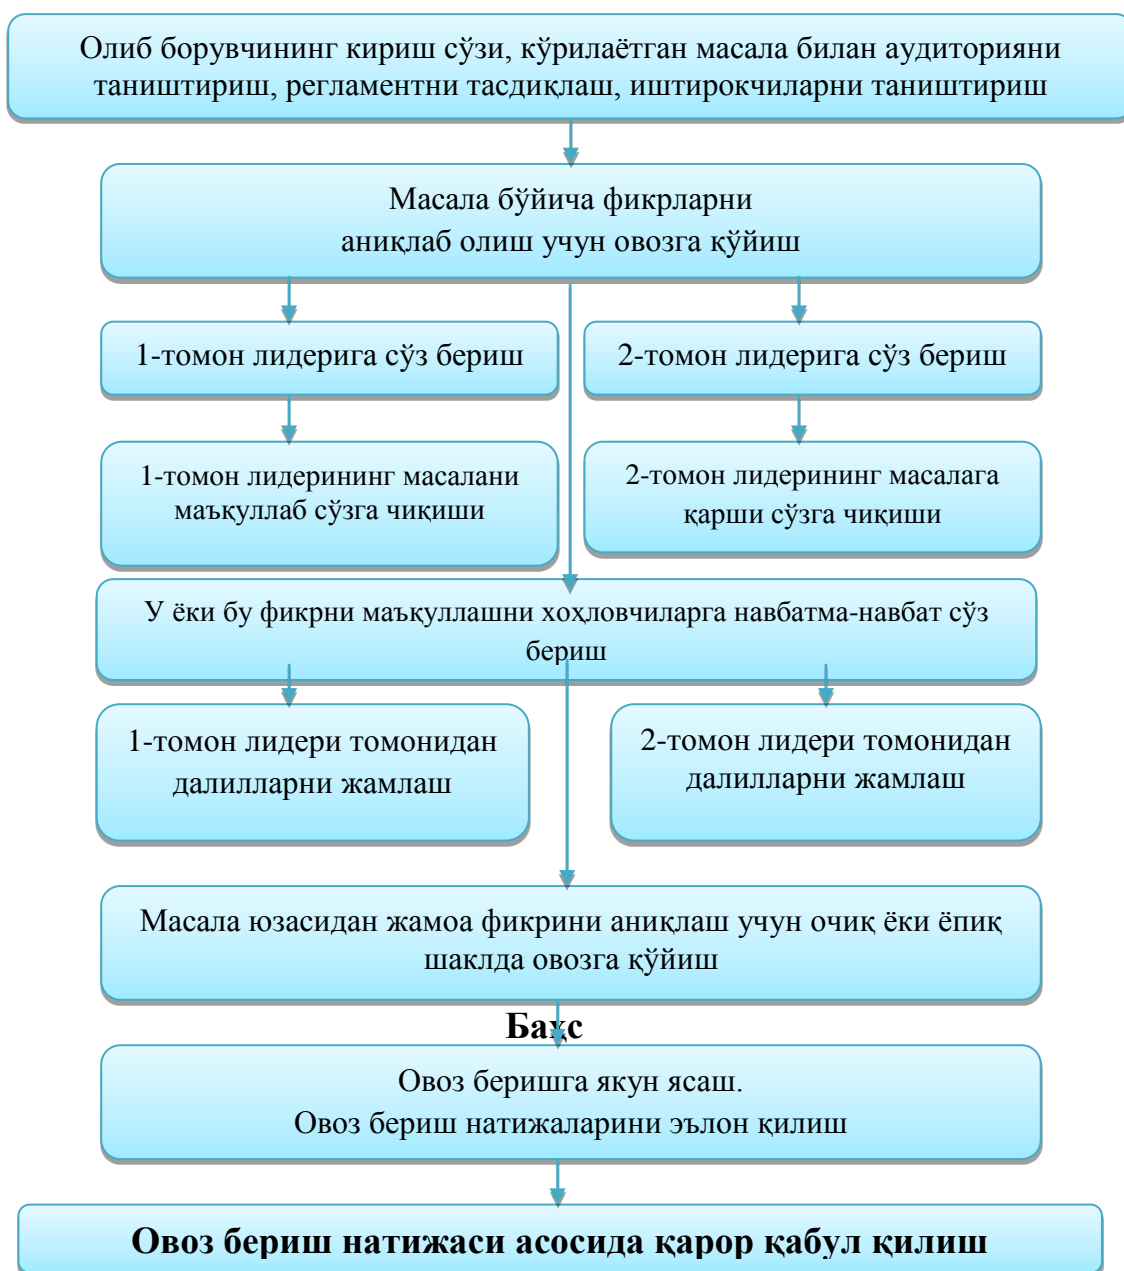 Олиб борувчининг кириш сўзи, кўрилаётган масала билан аудиторияни
таништириш, регламентни тасдиқлаш, иштирокчиларни таништириш
Масала бўйича фикрларни
аниқлаб олиш учун овозга қўйиш
1-томон лидерига сўз бериш
2-томон лидерига сўз бериш
1-томон лидерининг масалани
маъқуллаб сўзга чиқиши
2-томон лидерининг масалага
қарши сўзга чиқиши
У ёки бу фикрни маъқуллашни хоҳловчиларга навбатма-навбат сўз
бериш
1-томон лидери томонидан
далилларни жамлаш
2-томон лидери томонидан
далилларни жамлаш
Масала юзасидан жамоа фикрини аниқлаш учун очиқ ёки ёпиқ
шаклда овозга қўйиш
Баҳс
Овоз беришга якун ясаш.
Овоз бериш натижаларини эълон қилиш
Овоз бериш натижаси асосида қарор қабул қилиш